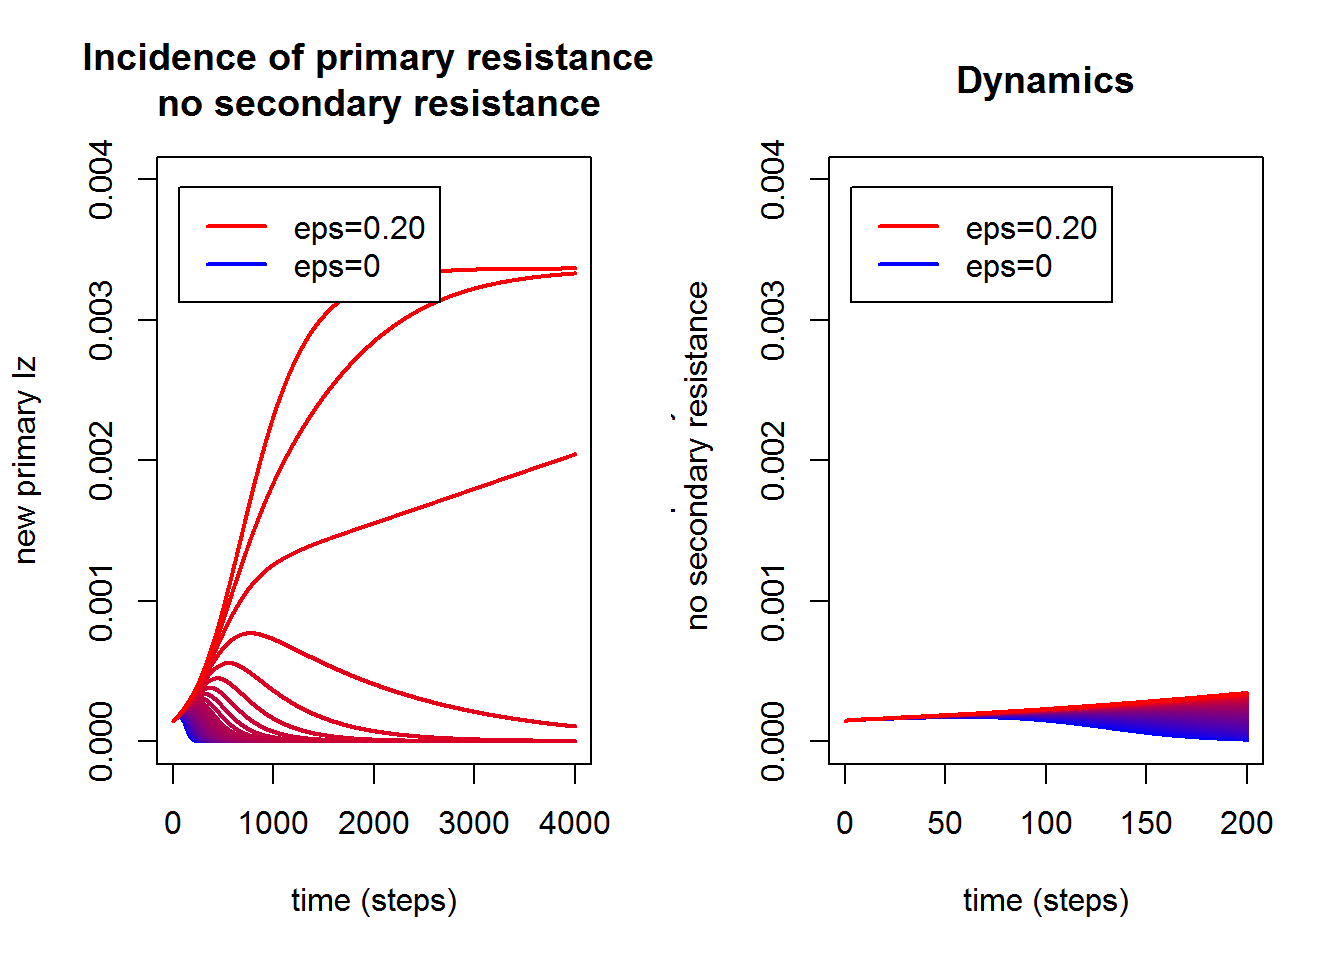 Incidence of primary resistance
no secondary resistance
0.004
0.003
0.002
0.001
0.000
new primary Iz
eps=0.20
eps=0
0
1000
2000
3000
4000
time (steps)
Dynamics
0.004
0.003
0.002
0.001
0.000
no secondary resistance
eps=0.20
eps=0
0
50
100
150
200
time (steps)